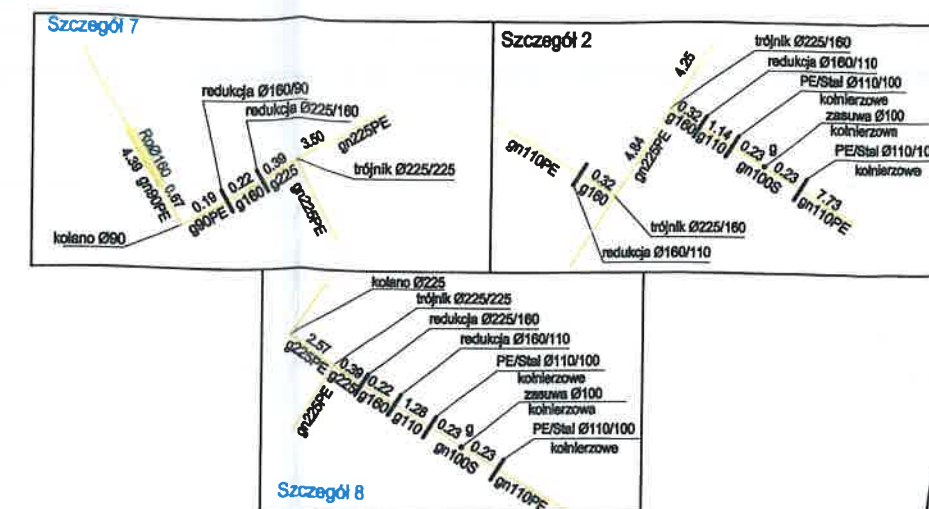 Szczegół 7
redukcja Ø160/90
redukcja Ø225/160
3.50
gn225PE
trójnik Ø225/225
gn225PE
0.39
g225
0.22
g160
0.19
g90PE
RoØ160
4.39 0.67
gn90PE
kolano Ø90
Szczegół 2
4.25
trójnik Ø225/160
redukcja Ø160/110
PE/Stal Ø110/100
kołnierzowe
zasuwa Ø100
kołnierzowe
PE/Stal Ø110/10
kołnierzowe
0.32
g160
1.14
g110
0.23 g 0.23
gn100S
7.73
gn110PE
4.84
gn225PE
gn110PE
0.32
g160
trójnik Ø225/160
redukcja Ø160/110
kolano Ø225
trójnik Ø225/225
redukcja Ø225/160
redukcja Ø160/110
PE/Stal Ø110/100
kołnierzowe
zasuwa Ø100
kołnierzowa
PE/Stal Ø110/100
kołnierzowe
2.57
g225PE
0.39
g225
0.22
g160
1.28
g110
0.23 g 0.23
gn100S
gn110PE
gn225PE
Szczegół 8